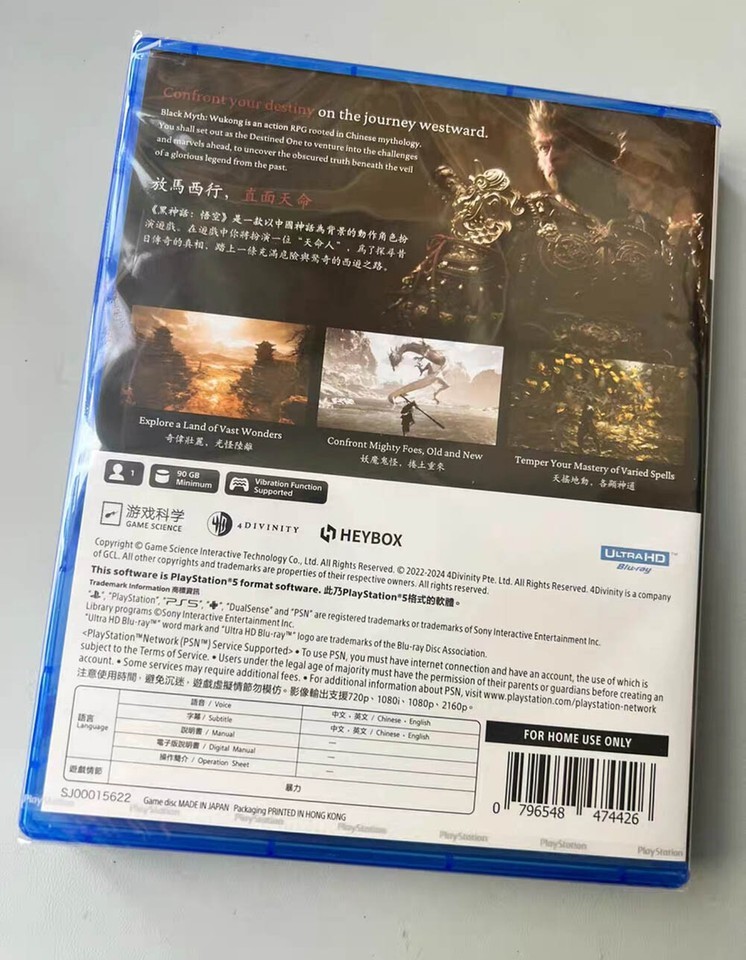 Confront your destiny on the journey westward.
Black Myth: Wukong is an action RPG rooted in Chinese mythology.
You shall set out as the Destined One to venture into the challenges
and marvels ahead, to uncover the obscured truth beneath the veil
of a glorious legend from the past.
放馬西行，直面天命
《黑神話：悟空》是一款以中國神話為背景的動作角色扮
演遊戲。在遊戲中你將扮演一位“天命人”，為了探尋昔
日傳奇的真相，踏上一條充滿危險與驚奇的西遊之路。
Explore a Land of Vast Wonders
奇偉壯麗，光怪陸離
Confront Mighty Foes, Old and New
妖魔鬼怪，捲土重來
Temper Your Mastery of Varied Spells
天搖地動，各顯神通
1
90 GB
Minimum
Vibration Function
Supported
游戏科学
GAME SCIENCE
4DIVINITY
HEYBOX
ULTRA HD
Blu-ray™
Copyright © Game Science Interactive Technology Co., Ltd. All Rights Reserved. © 2022-2024 4Divinity Pte. Ltd. All Rights Reserved. 4Divinity is a company
of GCL. All other copyrights and trademarks are properties of their respective owners. All rights reserved.
This software is PlayStation®5 format software. 此乃PlayStation®5格式的軟體。
Trademark Information 商標資訊
"PlayStation", "PS5", "DualSense" and "PSN" are registered trademarks or trademarks of Sony Interactive Entertainment Inc.
Library programs ©Sony Interactive Entertainment Inc.
"Ultra HD Blu-ray™" word mark and "Ultra HD Blu-ray™" logo are trademarks of the Blu-ray Disc Association.
<PlayStation™Network (PSN™) Service Supported> • To use PSN, you must have internet connection and have an account, the use of which is
subject to the Terms of Service. • Users under the legal age of majority must have the permission of their parents or guardians before creating an
account. • Some services may require additional fees. • For additional information about PSN, visit www.playstation.com/playstation-network
注意使用時間，避免沉迷，遊戲虛擬情節勿模仿。影像輸出支援720p、1080i、1080p、2160p。
語言
Language
語音 / Voice
中文、英文 / Chinese、English
字幕 / Subtitle
中文、英文 / Chinese、English
說明書 / Manual
—
電子版說明書 / Digital Manual
—
操作簡介 / Operation Sheet
—
遊戲情節
暴力
FOR HOME USE ONLY
0 796548 474426
SJ00015622
Game disc MADE IN JAPAN Packaging PRINTED IN HONG KONG
PlayStation
PlayStation
PlayStation
PlayStation
PlayStation
PlayStation
PlayStation